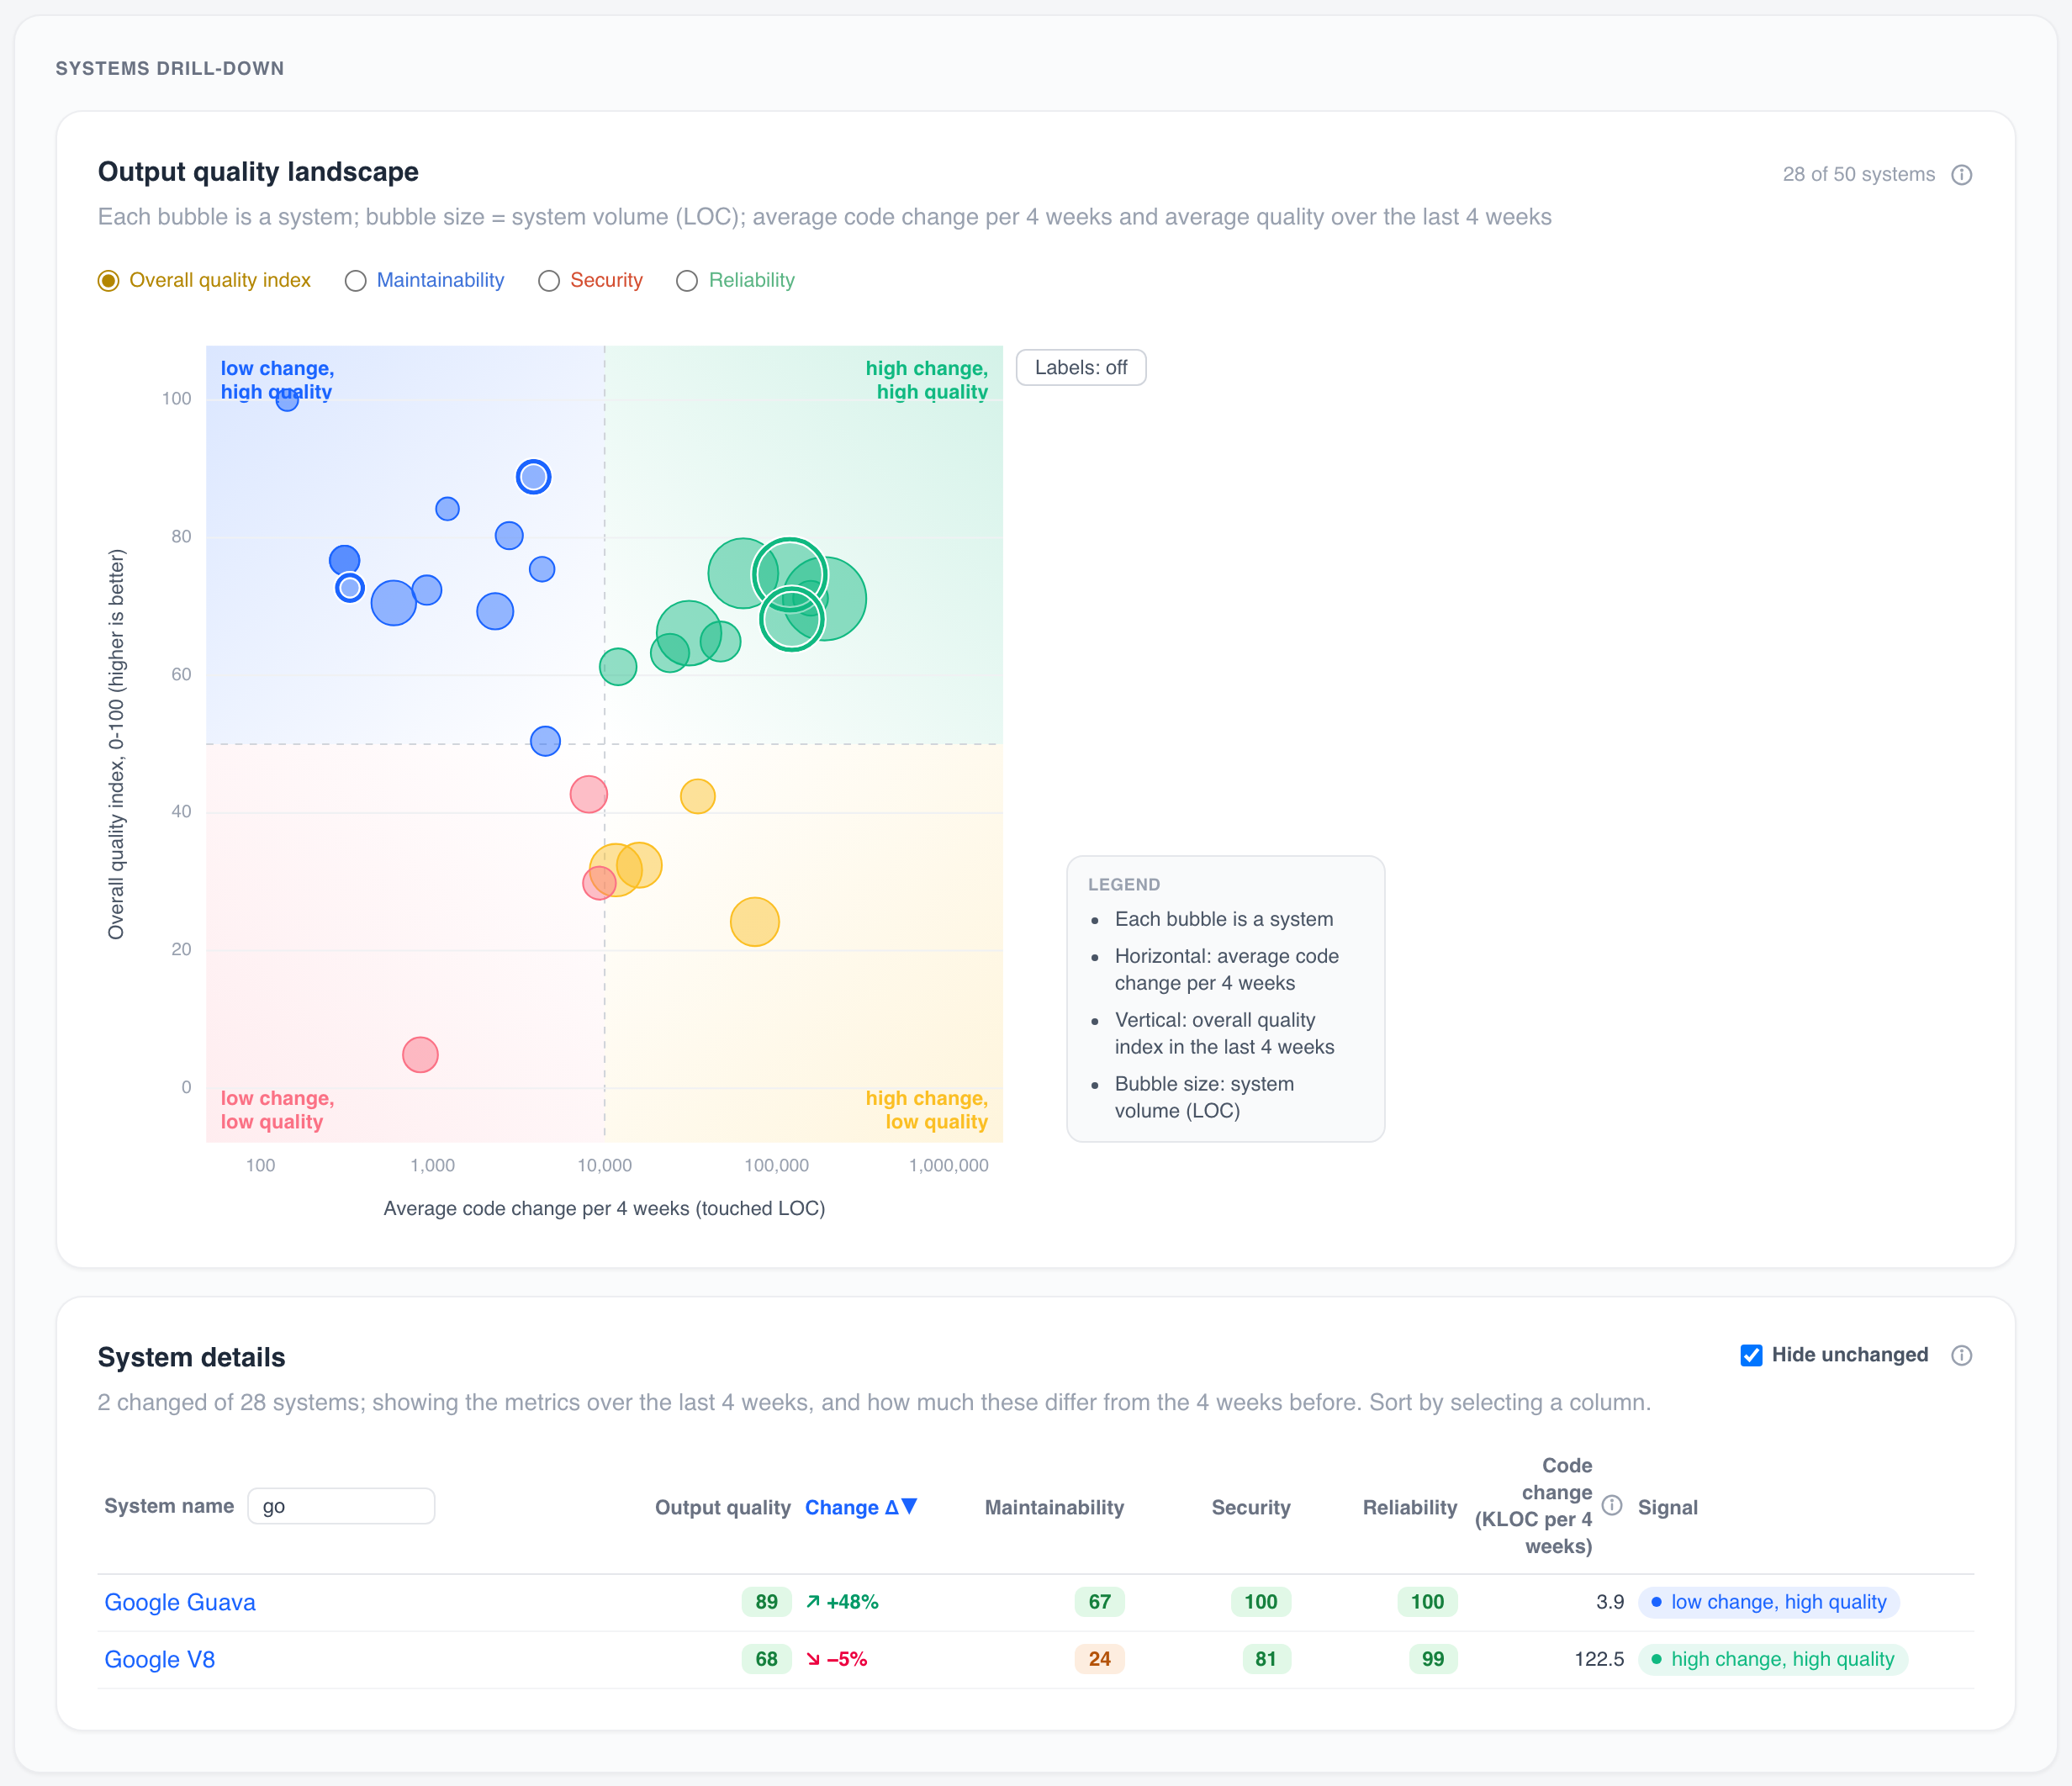 SYSTEMS DRILL-DOWN
Output quality landscape
28 of 50 systems
Each bubble is a system; bubble size = system volume (LOC); average code change per 4 weeks and average quality over the last 4 weeks
Overall quality index
Maintainability
Security
Reliability
low change,
high quality
high change,
high quality
Labels: off
100
80
60
40
20
0
Overall quality index, 0-100 (higher is better)
low change,
low quality
high change,
low quality
100
1,000
10,000
100,000
1,000,000
Average code change per 4 weeks (touched LOC)
LEGEND
• Each bubble is a system
• Horizontal: average code
change per 4 weeks
• Vertical: overall quality
index in the last 4 weeks
• Bubble size: system
volume (LOC)
System details
Hide unchanged
2 changed of 28 systems; showing the metrics over the last 4 weeks, and how much these differ from the 4 weeks before. Sort by selecting a column.
System name
go
Output quality
Change Δ▼
Maintainability
Security
Reliability
Code
change
(KLOC per 4
weeks)
Signal
Google Guava 89 ↗ +48% 67 100 100 3.9 • low change, high quality
Google V8 68 ↘ –5% 24 81 99 122.5 • high change, high quality